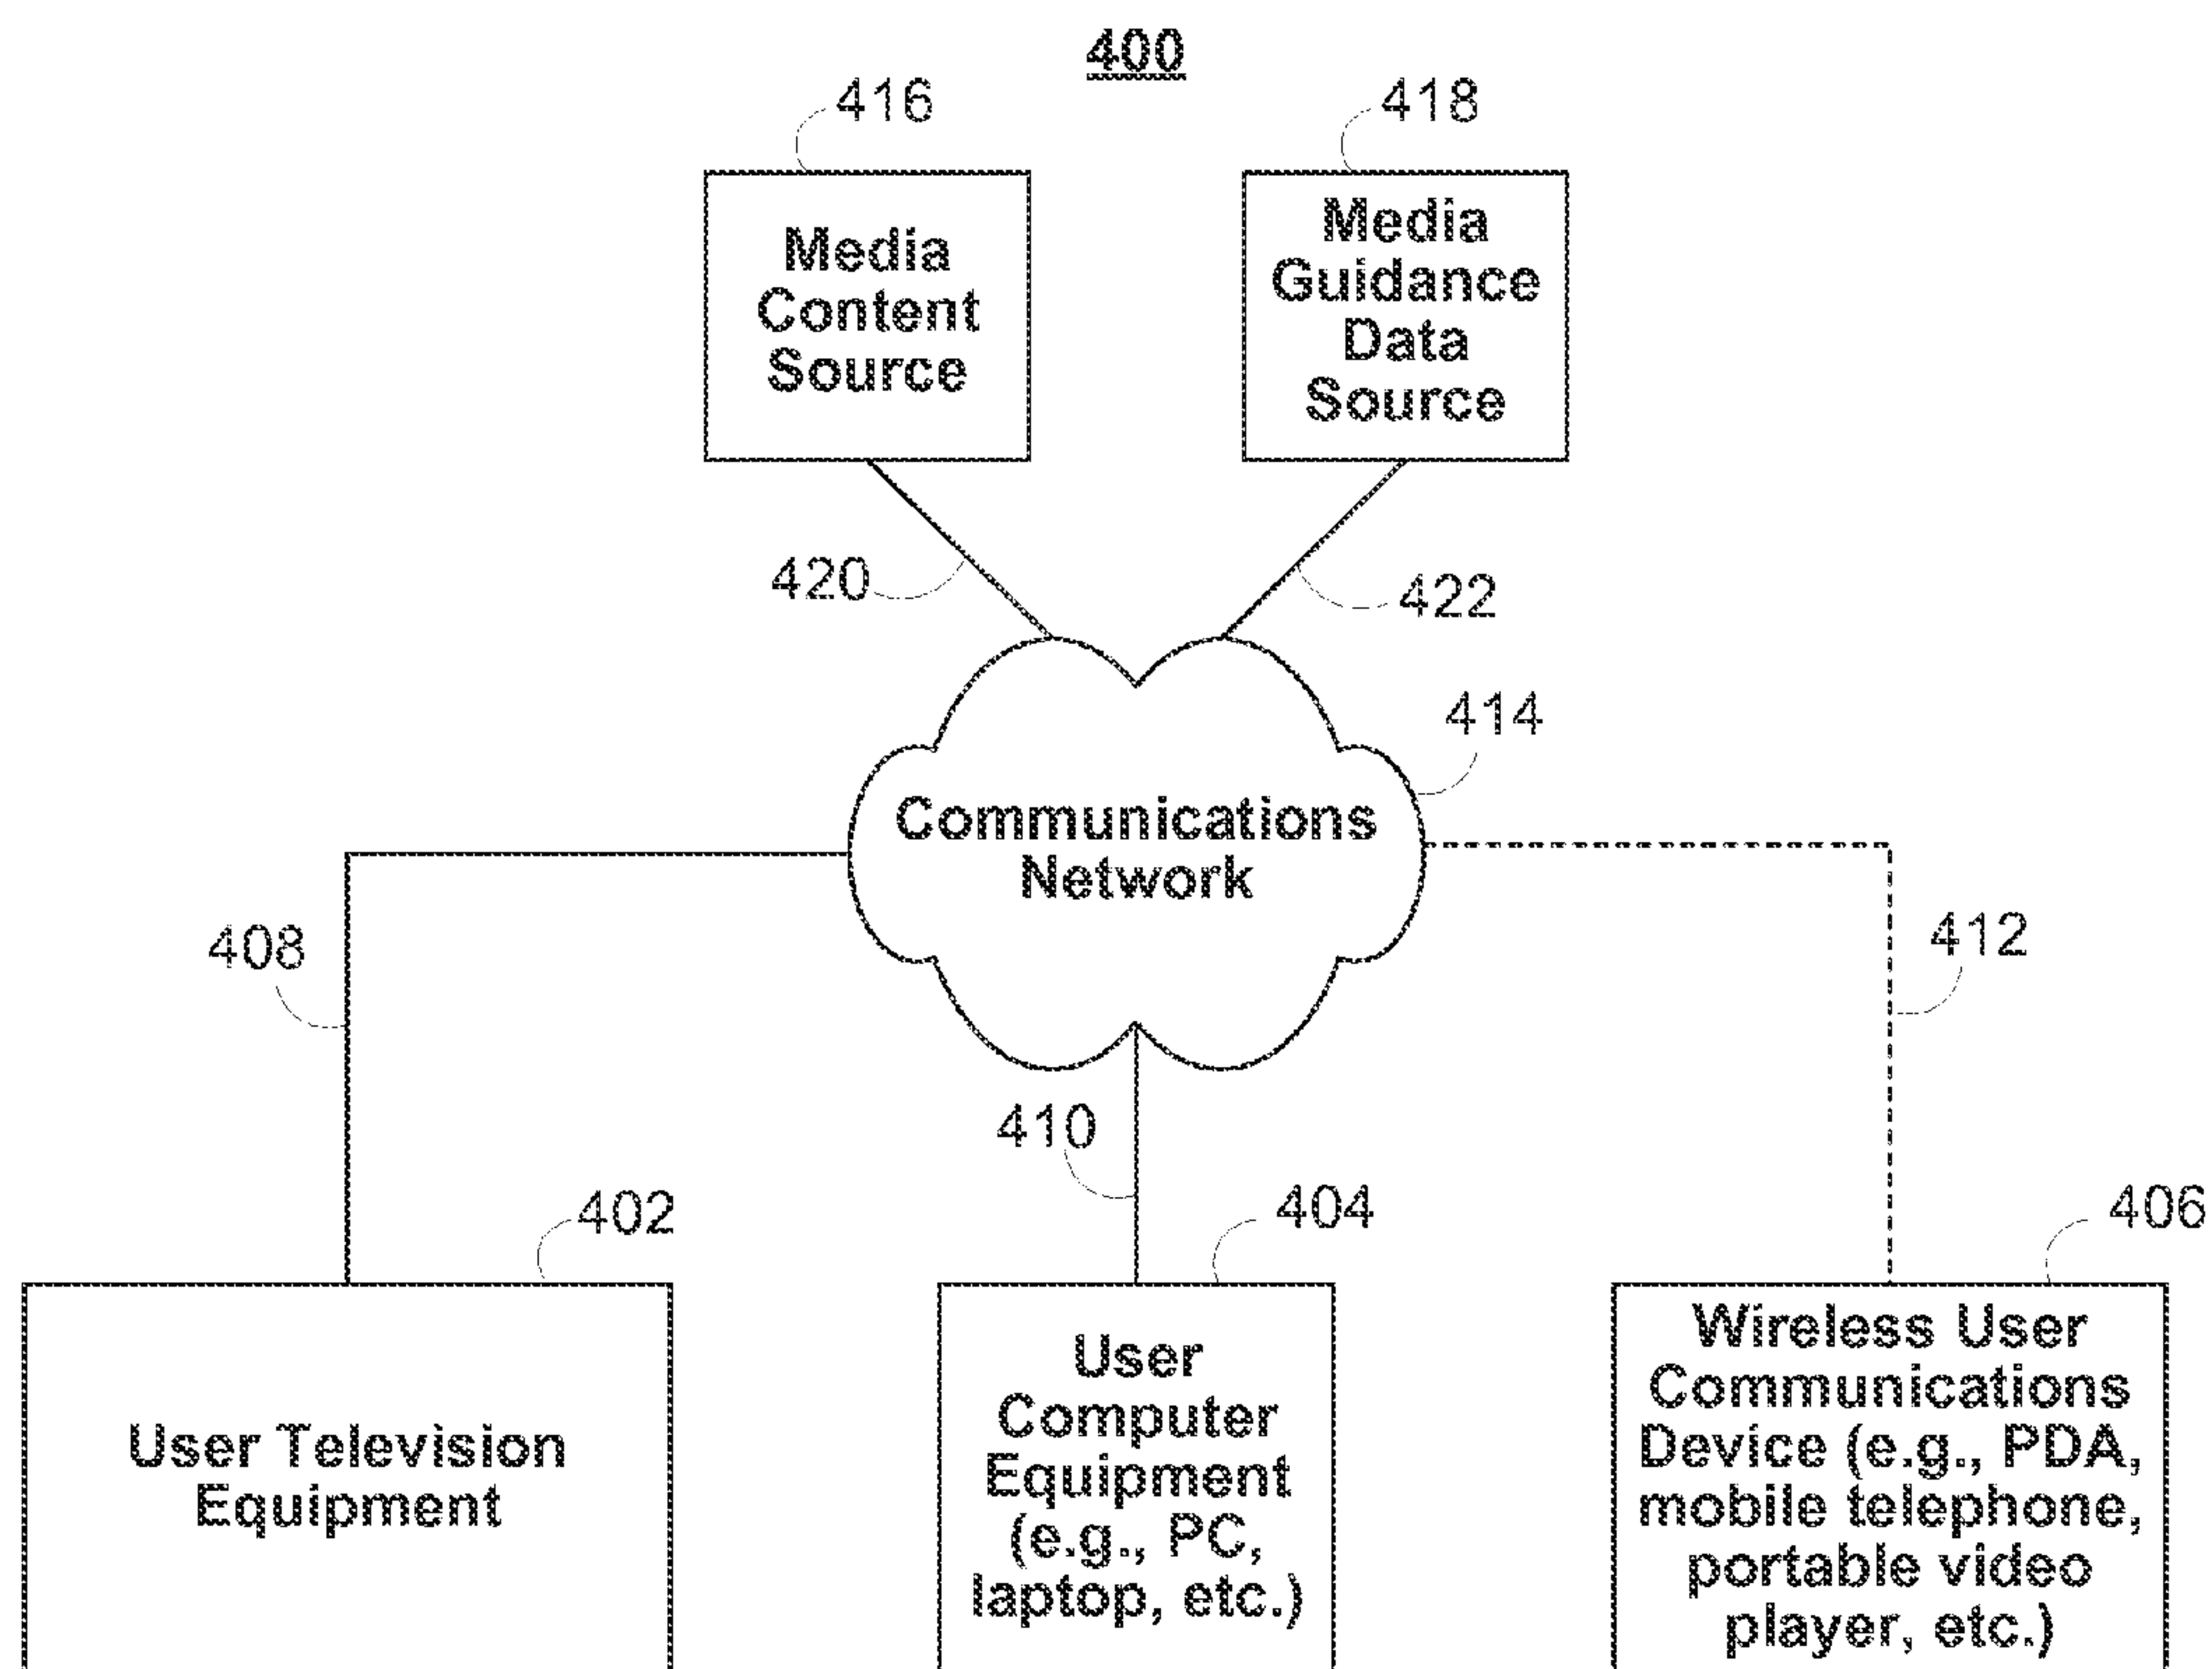 400
416
418
Media
Content
Source
Media
Guidance
Data
Source
420
422
414
Communications
Network
408
412
410
402
404
406
User Television
Equipment
User
Computer
Equipment
(e.g., PC,
laptop, etc.)
Wireless User
Communications
Device (e.g., PDA,
mobile telephone,
portable video
player, etc.)